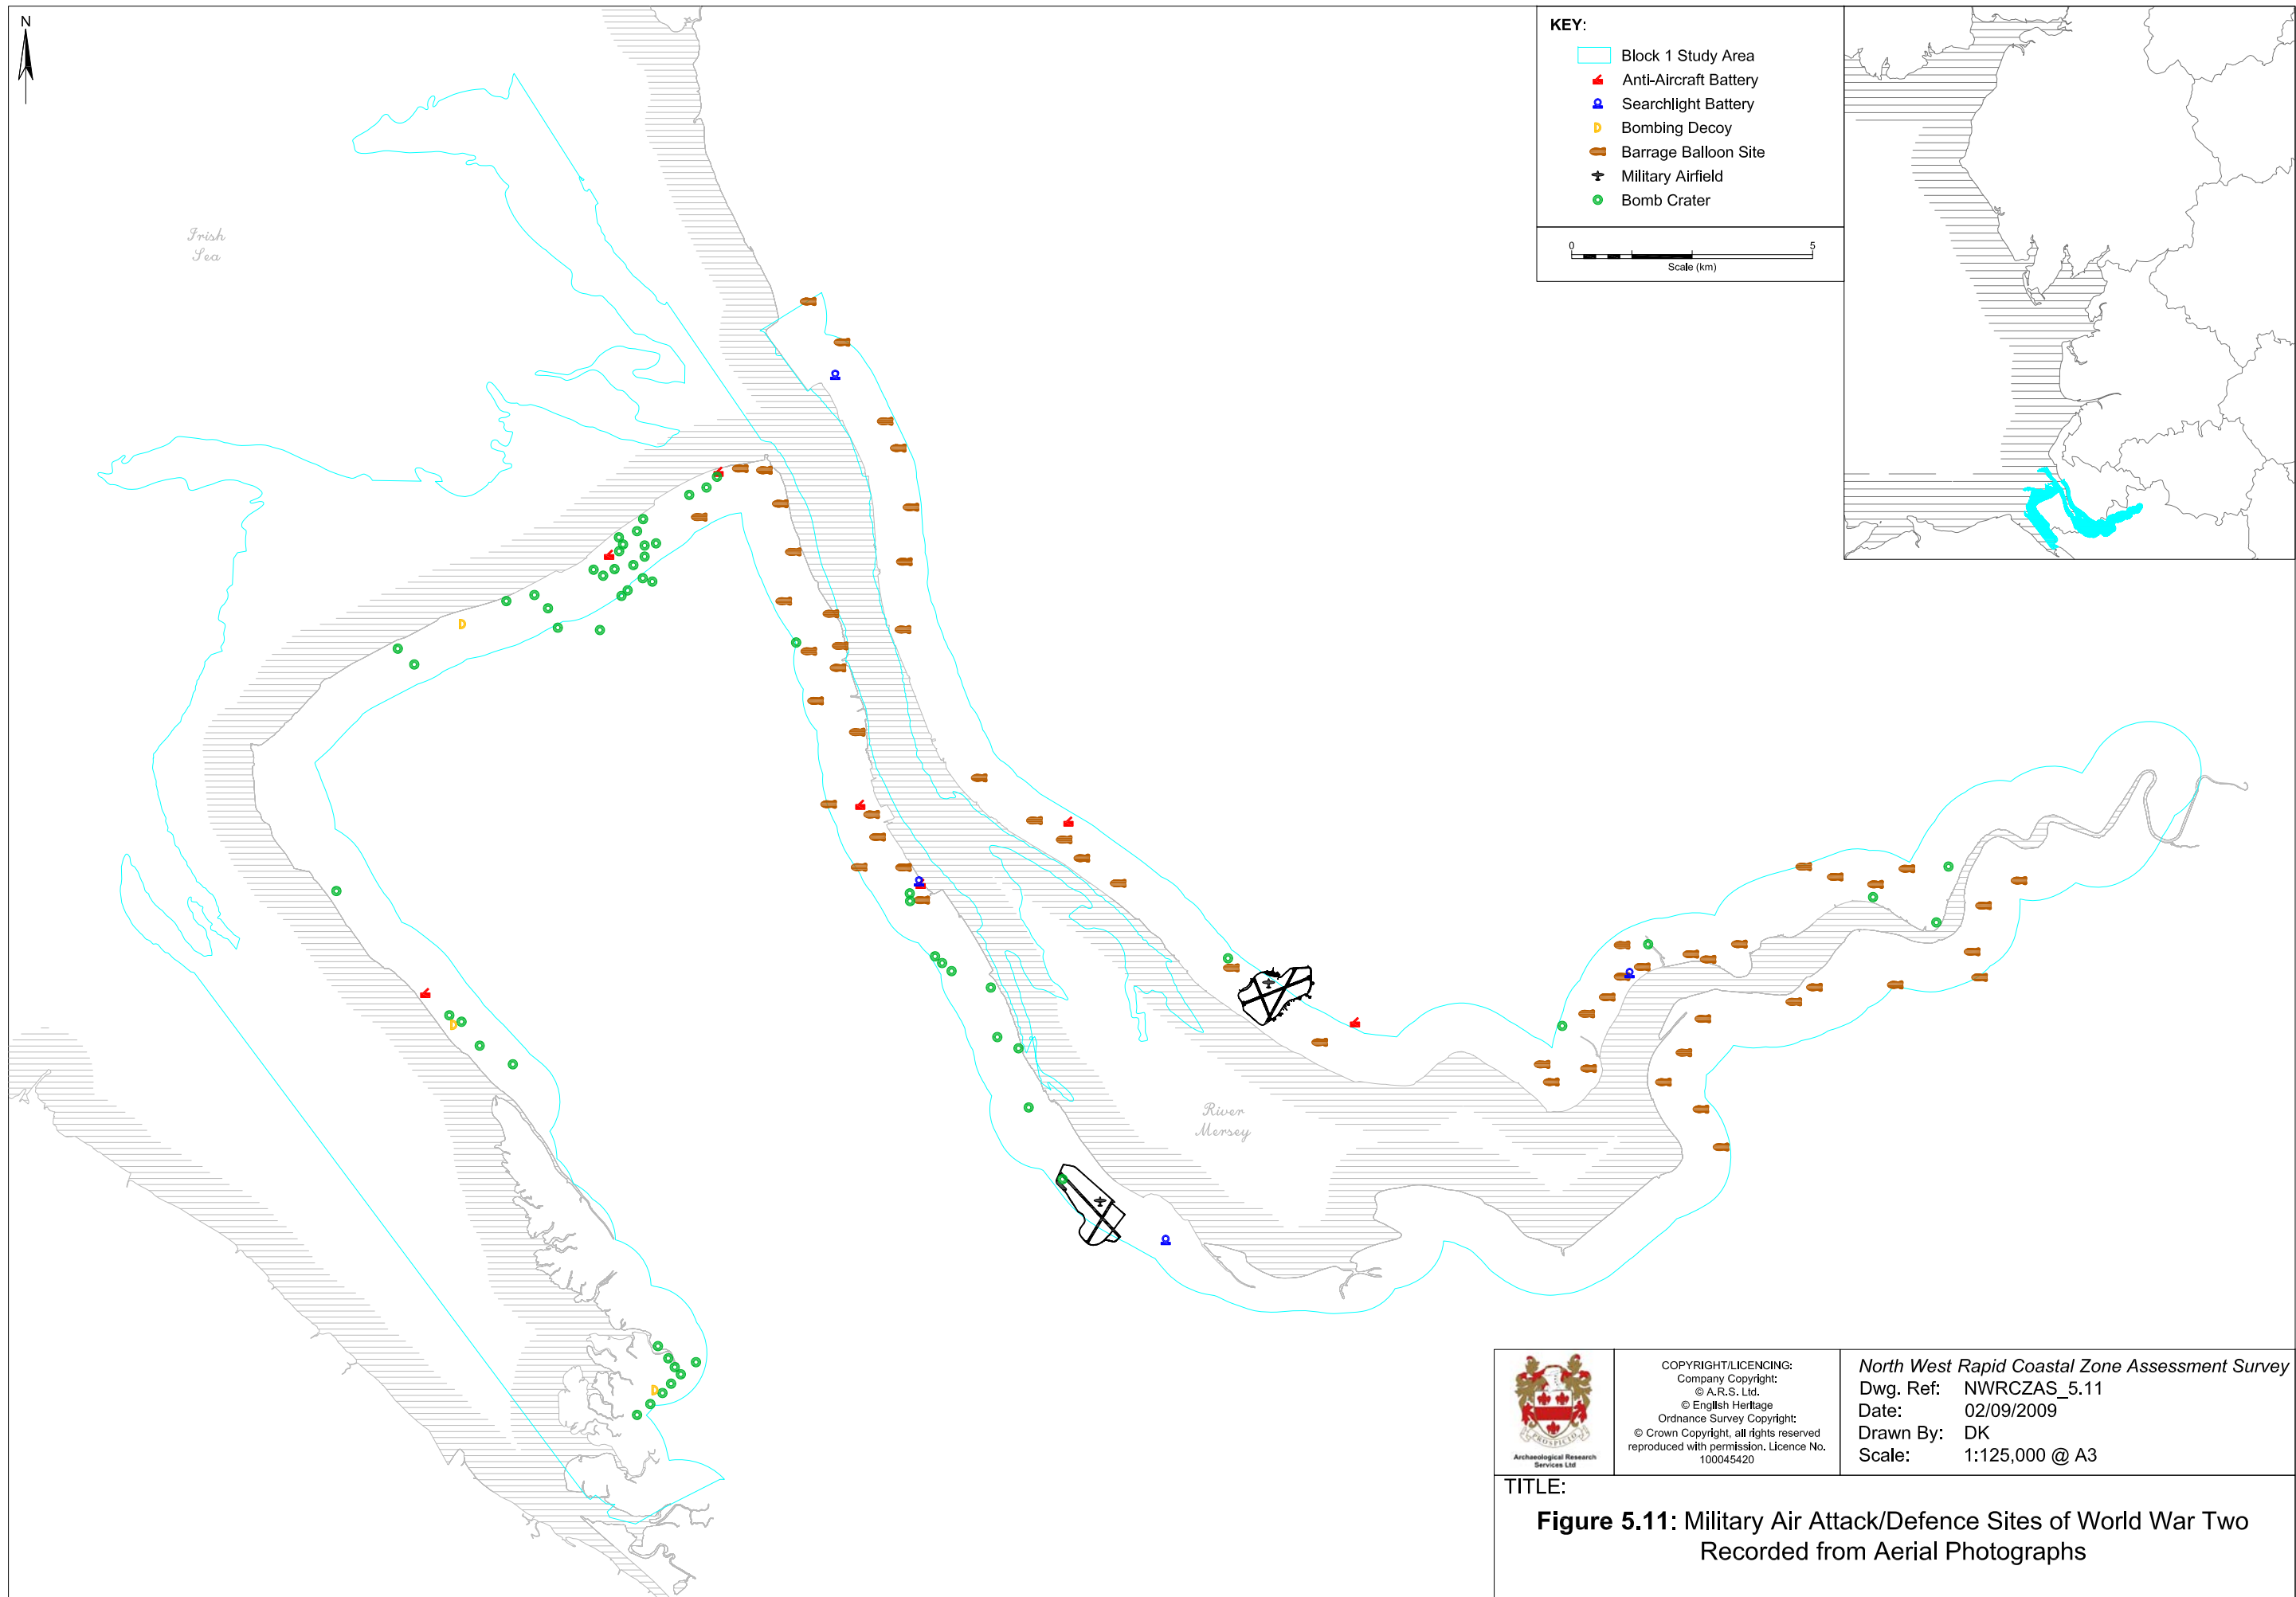 N
Irish
Sea
River
Mersey
KEY:
Block 1 Study Area
Anti-Aircraft Battery
Searchlight Battery
D Bombing Decoy
Barrage Balloon Site
Military Airfield
Bomb Crater
0 5
Scale (km)
D
D
D
PROSPICIO
Archaeological Research
Services Ltd
COPYRIGHT/LICENCING:
Company Copyright:
© A.R.S. Ltd.
© English Heritage
Ordnance Survey Copyright:
© Crown Copyright, all rights reserved
reproduced with permission. Licence No.
100045420
North West Rapid Coastal Zone Assessment Survey
Dwg. Ref: NWRCZAS_5.11
Date: 02/09/2009
Drawn By: DK
Scale: 1:125,000 @ A3
TITLE:
Figure 5.11: Military Air Attack/Defence Sites of World War Two
Recorded from Aerial Photographs